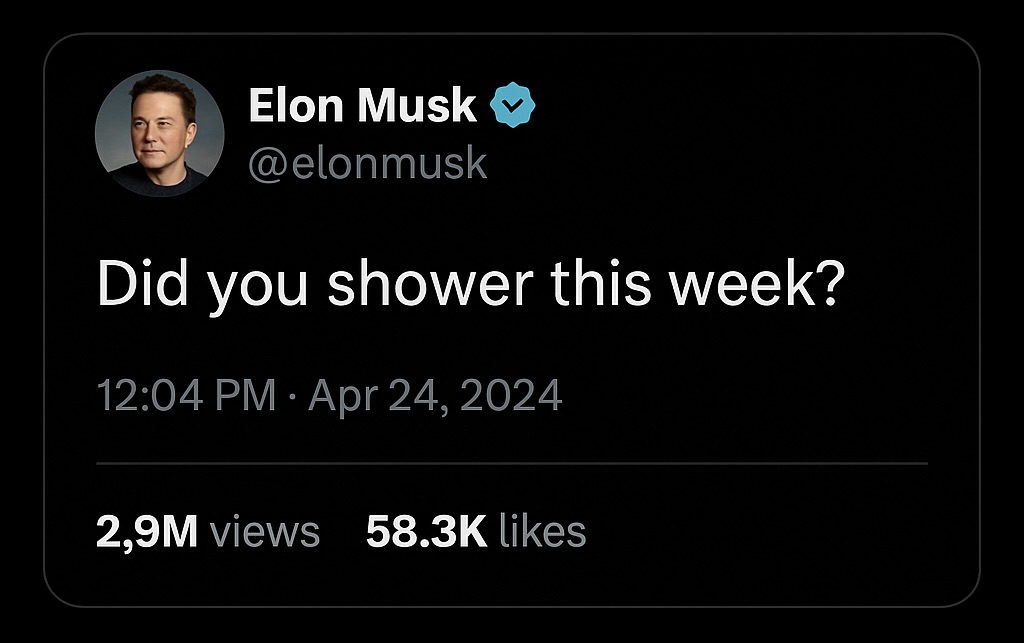 Elon Musk
@elonmusk
Did you shower this week?
12:04 PM · Apr 24, 2024
2,9M views 58.3K likes